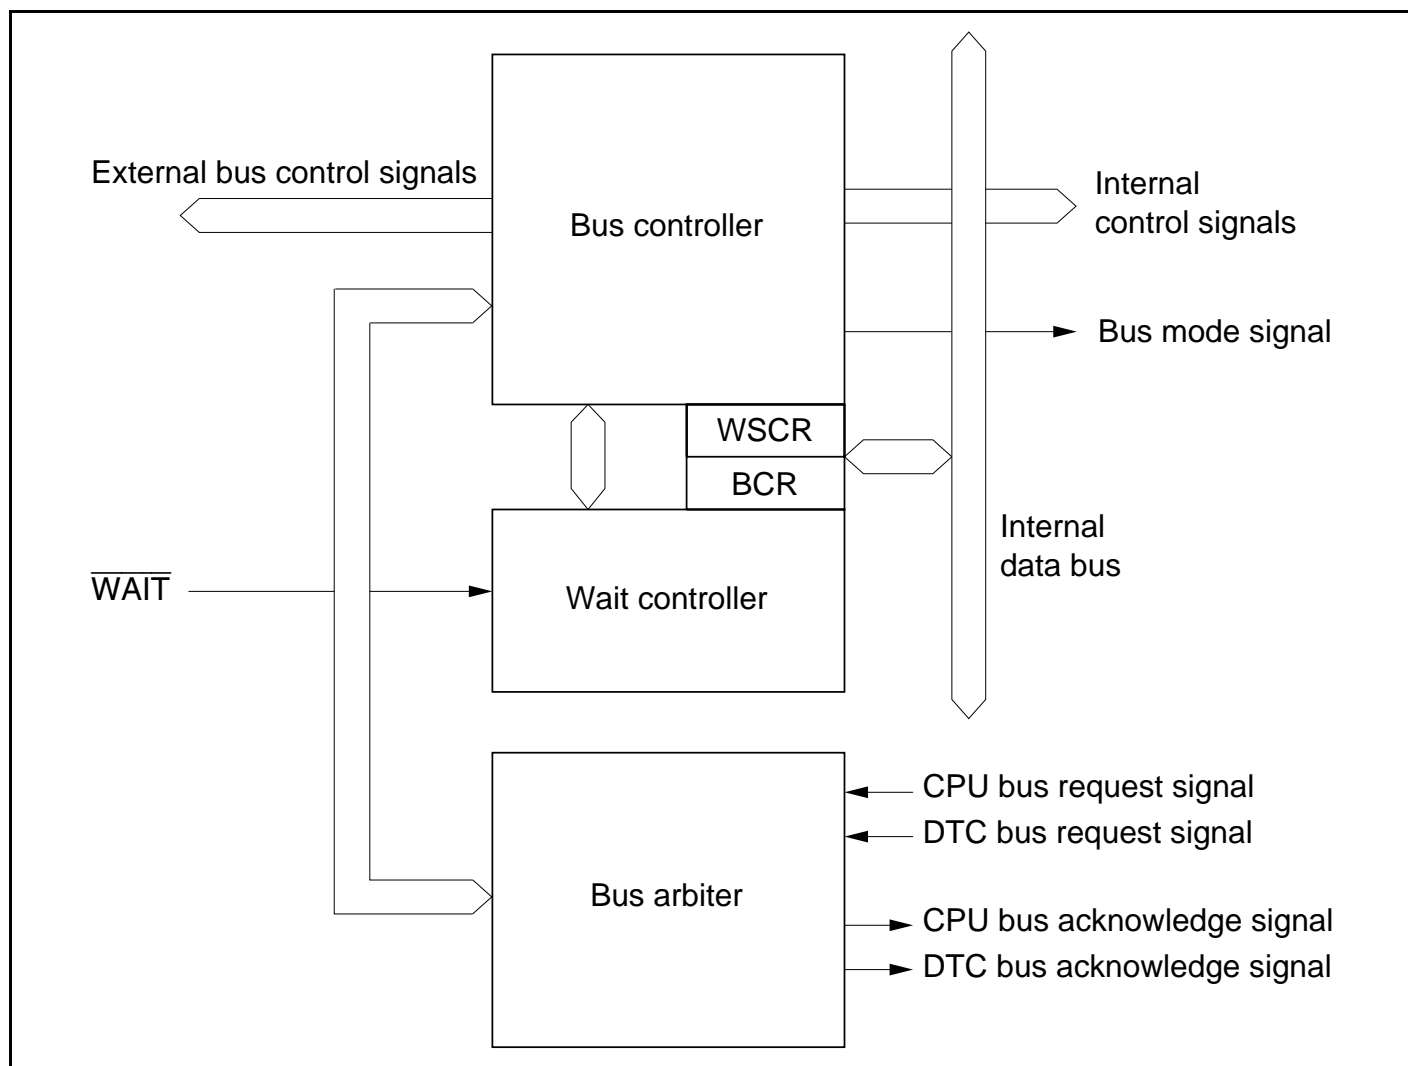 External bus control signals
Bus controller
Internal
control signals
Bus mode signal
WSCR
BCR
Internal
data bus
W̅A̅I̅T̅
Wait controller
CPU bus request signal
DTC bus request signal
Bus arbiter
CPU bus acknowledge signal
DTC bus acknowledge signal